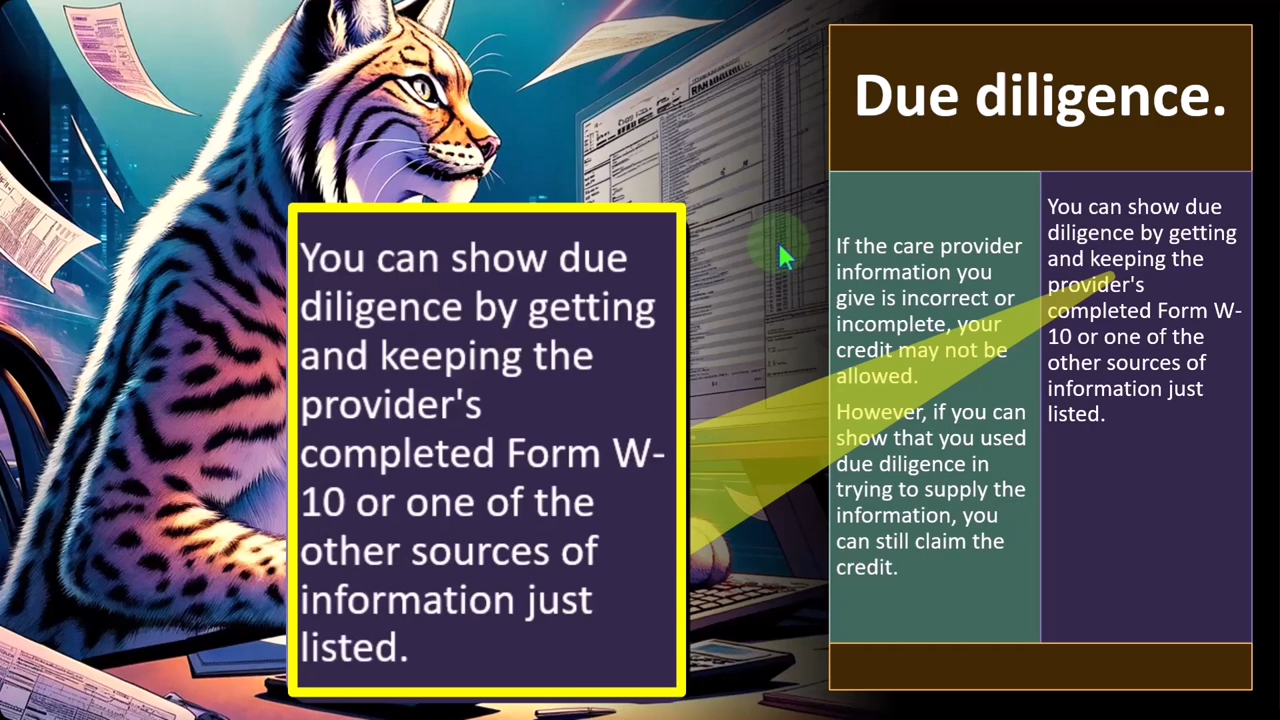 Due diligence.
If the care provider
information you
give is incorrect or
incomplete, your
credit may not be
allowed.
However, if you can
show that you used
due diligence in
trying to supply the
information, you
can still claim the
credit.
You can show due
diligence by getting
and keeping the
provider's
completed Form W-
10 or one of the
other sources of
information just
listed.
You can show due
diligence by getting
and keeping the
provider's
completed Form W-
10 or one of the
other sources of
information just
listed.